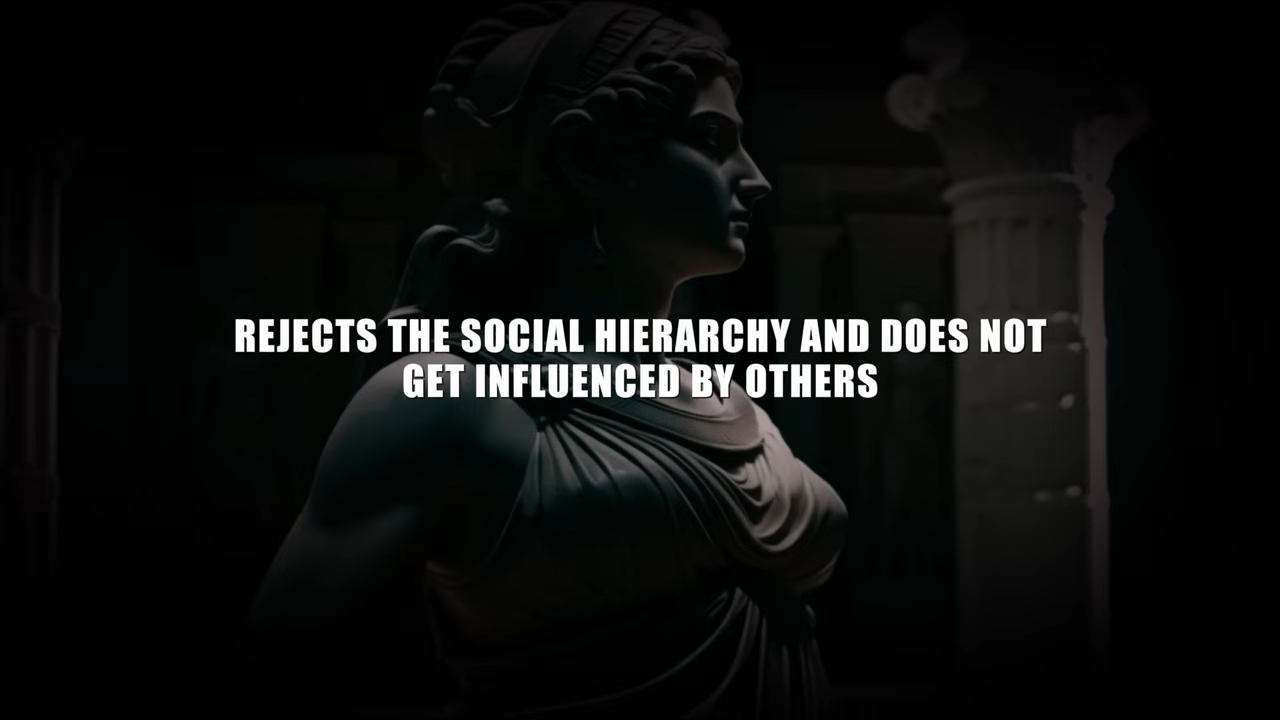 REJECTS THE SOCIAL HIERARCHY AND DOES NOT
GET INFLUENCED BY OTHERS